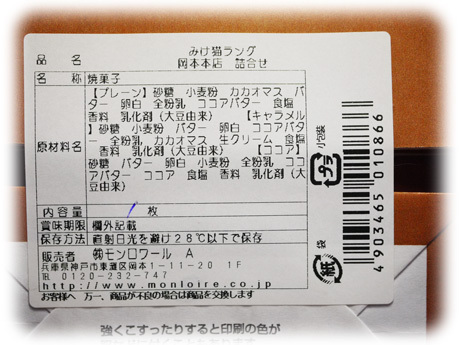 品 名 みけ猫ラング
岡本本店 詰合せ
名 称 焼菓子
原材料名 【プレーン】砂糖 小麦粉 カカオマス バ
ター 卵白 全粉乳 ココアバター 食塩
香料 乳化剤(大豆由来) 【キャラメル
】砂糖 小麦粉 バター 卵白 ココアバタ
ー 全粉乳 カカオマス 生クリーム 食塩
香料 乳化剤(大豆由来) 【ココア】
砂糖 バター 卵白 小麦粉 全粉乳 ココ
アバター ココア 食塩 香料 乳化剤(大
豆由来)
内容量 枚
賞味期限 欄外記載
保存方法 直射日光を避け28℃以下で保存
販売者 ㈱モンロワール A
兵庫県神戸市東灘区岡本1-11-20 1F
TEL 0120-232-747
http://www.monloire.co.jp
お客様へ 万一、商品が不良の場合は商品を交換します
小包袋
プラ
袋
紙
4903465010866
強くこすったりすると印刷の色が